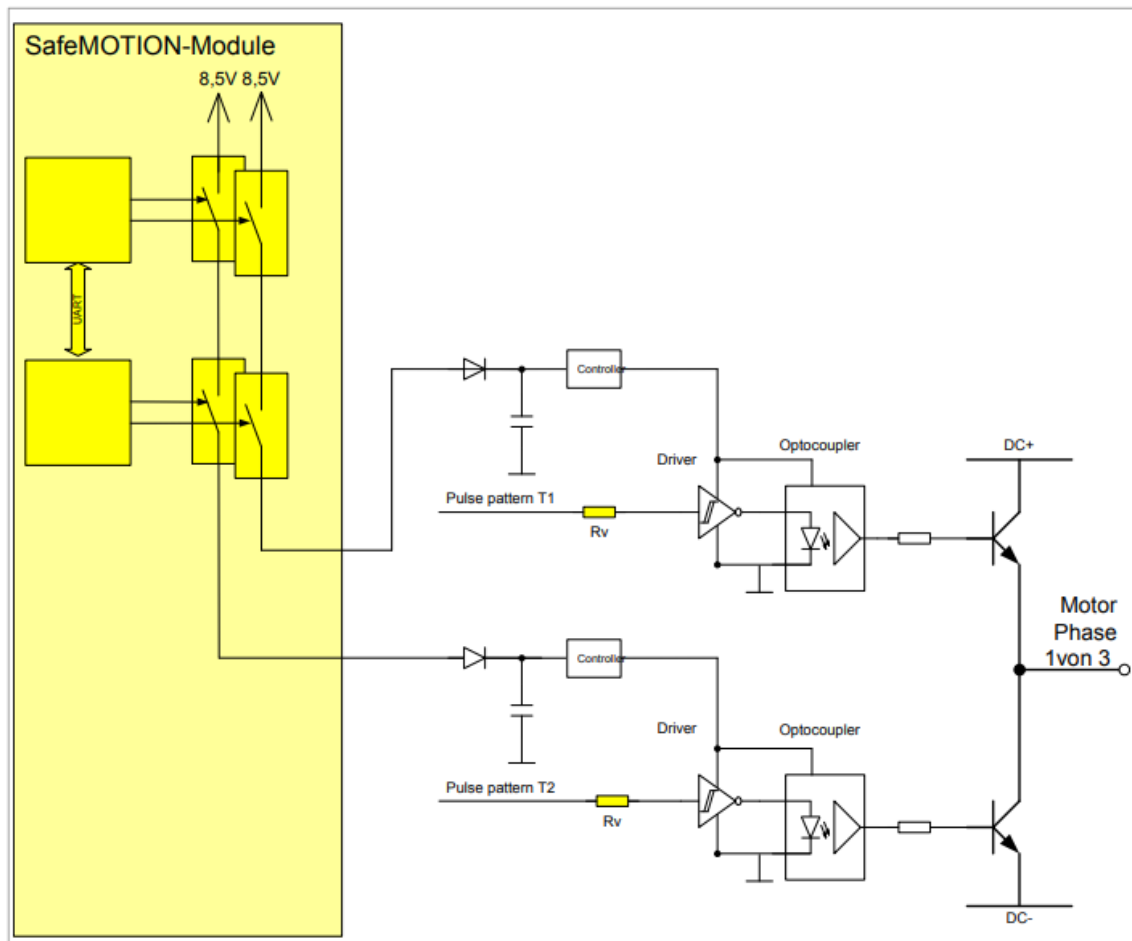 SafeMOTION-Module
8,5V 8,5V
UART
Controller
Driver
Optocoupler
DC+
Pulse pattern T1
Rv
Motor
Phase
1von 3
Controller
Driver
Optocoupler
Pulse pattern T2
Rv
DC-